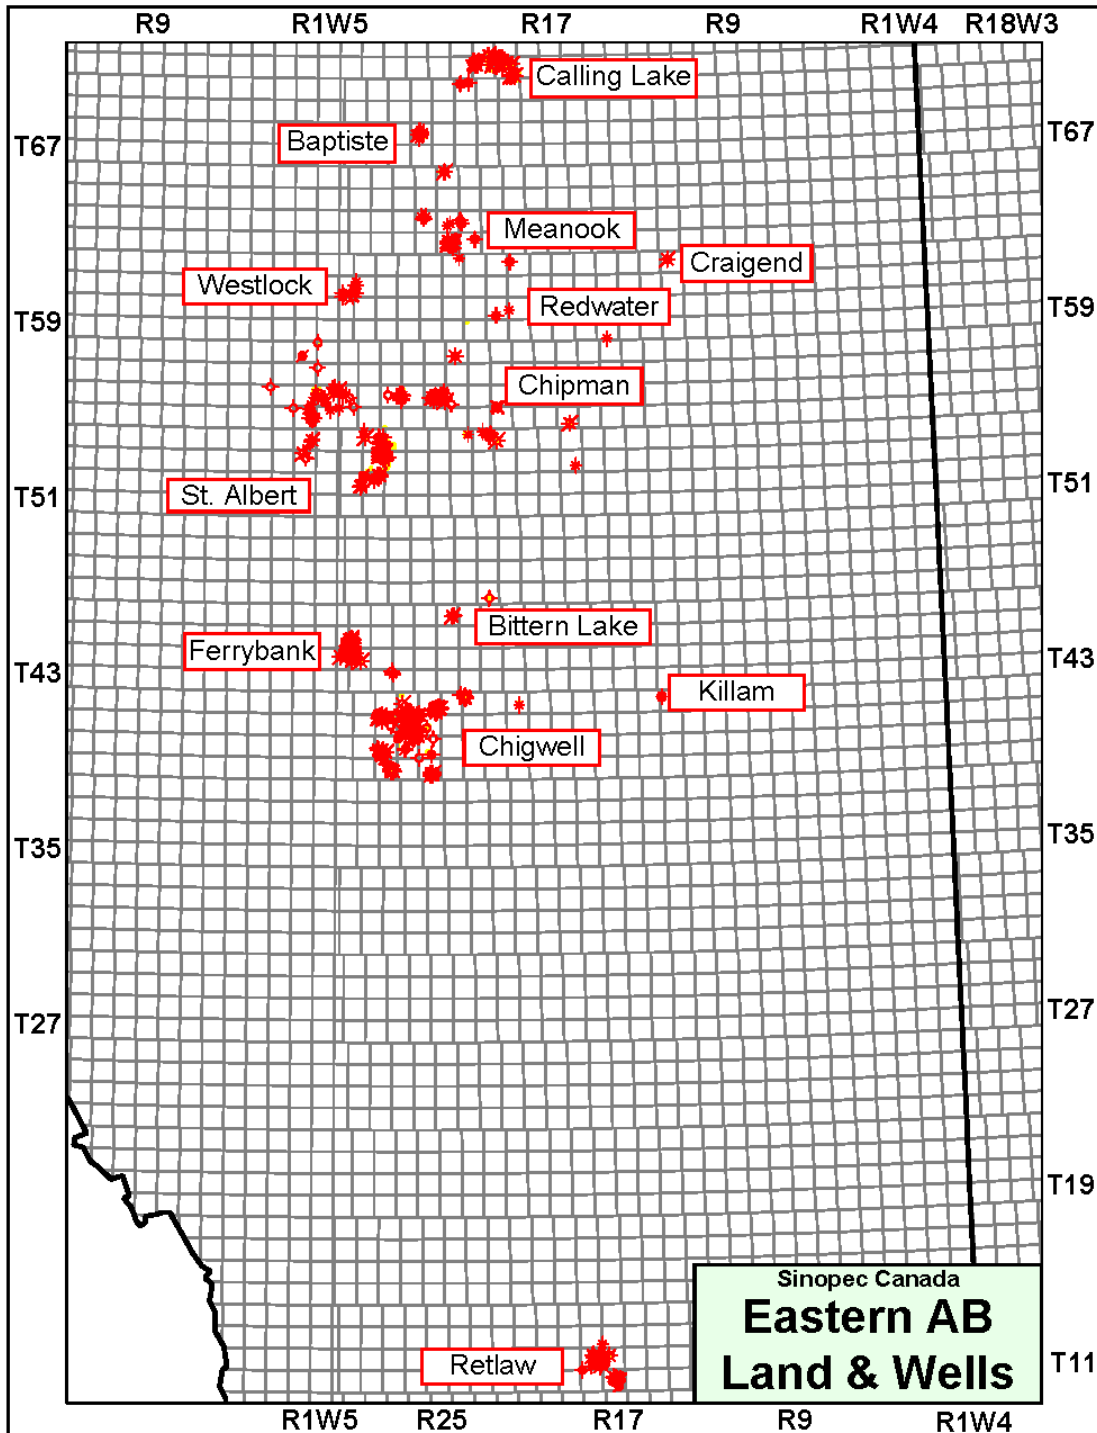 R9 R1W5 R17 R9 R1W4 R18W3
Calling Lake
T67 Baptiste T67
Meanook
Craigend
Westlock
Redwater
T59 T59
Chipman
St. Albert
T51 T51
Bittern Lake
Ferrybank
T43 T43
Killam
Chigwell
T35 T35
T27 T27
T19
Sinopec Canada
Eastern AB
Land & Wells
Retlaw
T11
R1W5 R25 R17 R9 R1W4